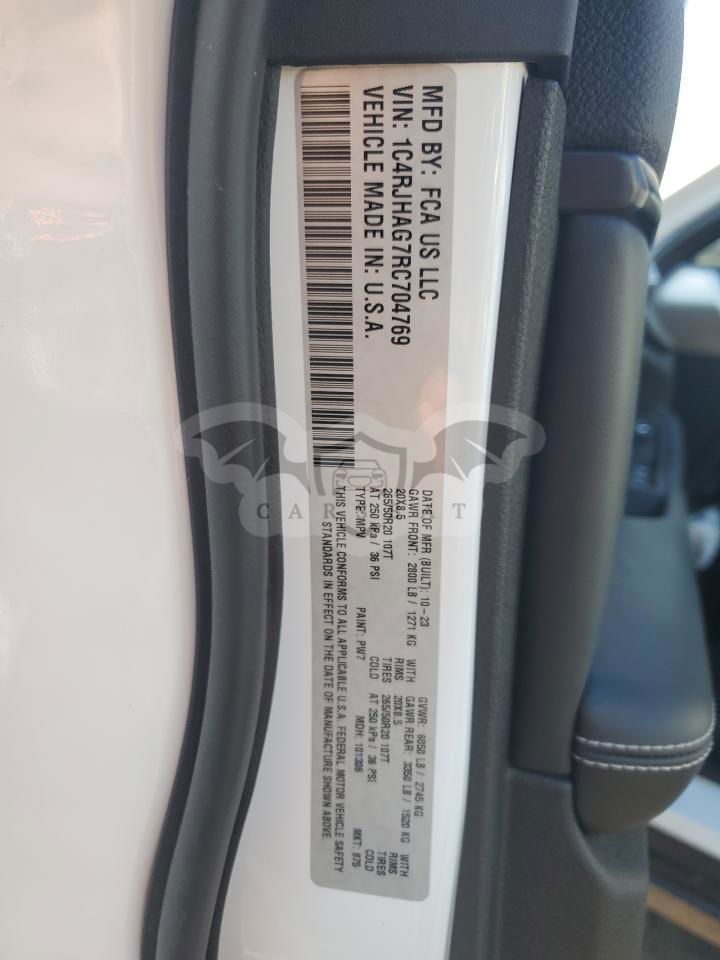 MFD BY: FCA US LLC
VIN: 1C4RJHAG7RC704769
VEHICLE MADE IN: U.S.A.
DATE OF MFR (BUILT): 10-23 GVWR: 6050 LB / 2745 KG
GAWR FRONT: 2800 LB / 1271 KG WITH GAWR REAR: 3350 LB / 1520 KG WITH
20X8.5 RIMS 20X8.5 RIMS
265/50R20 107T TIRES 265/50R20 107T TIRES
AT 250 kPa / 36 PSI COLD AT 250 kPa / 36 PSI COLD
TYPE: MPV PAINT: PW7 MDH: 101306 MKT: 875
THIS VEHICLE CONFORMS TO ALL APPLICABLE U.S.A. FEDERAL MOTOR VEHICLE SAFETY
STANDARDS IN EFFECT ON THE DATE OF MANUFACTURE SHOWN ABOVE.